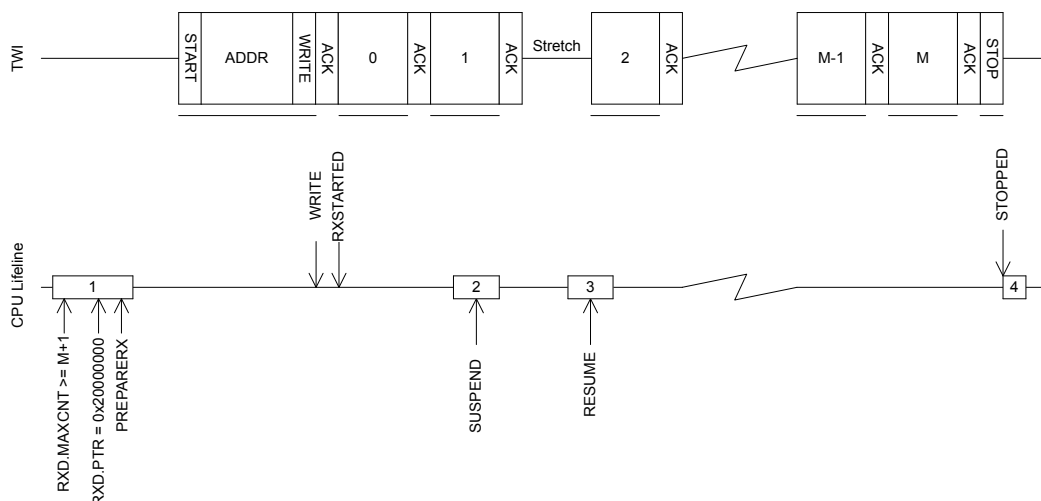 TWI
START
ADDR
WRITE
ACK
0
ACK
1
ACK
Stretch
2
ACK
M-1
ACK
M
ACK
STOP
CPU Lifeline
WRITE
RXSTARTED
STOPPED
1
2
3
4
RXD.MAXCNT >= M+1
RXD.PTR = 0x20000000
PREPARERX
SUSPEND
RESUME